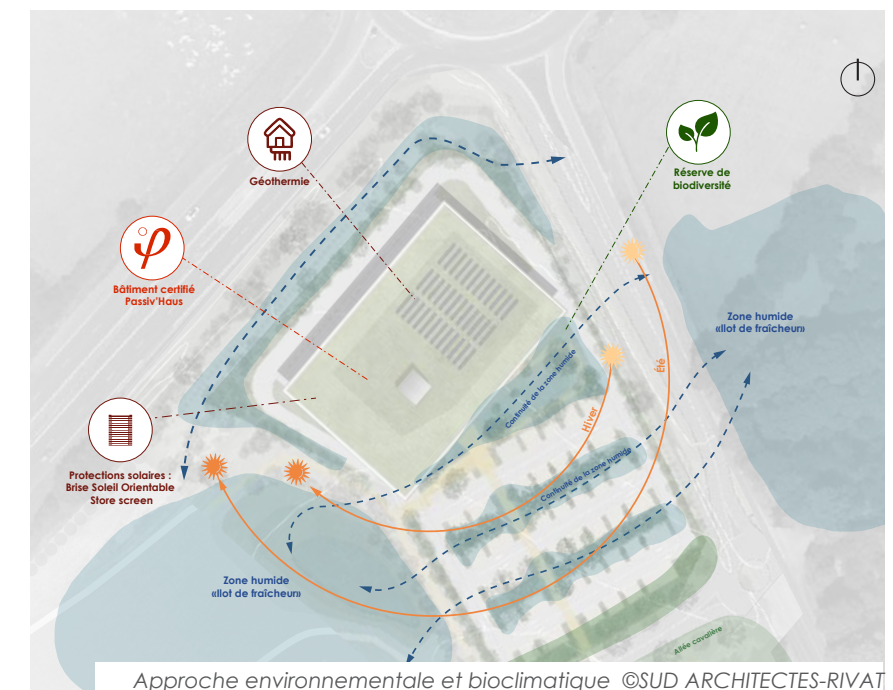 Géothermie
Réserve de
biodiversité
φ
Bâtiment certifié
Passiv'Haus
Zone humide
«Ilot de fraîcheur»
Été
Continuité de la zone humide
Hiver
Continuité de la zone humide
Protections solaires :
Brise Soleil Orientable
Store screen
Zone humide
«Ilot de fraîcheur»
Allée cavalière
Approche environnementale et bioclimatique ©SUD ARCHITECTES-RIVAT